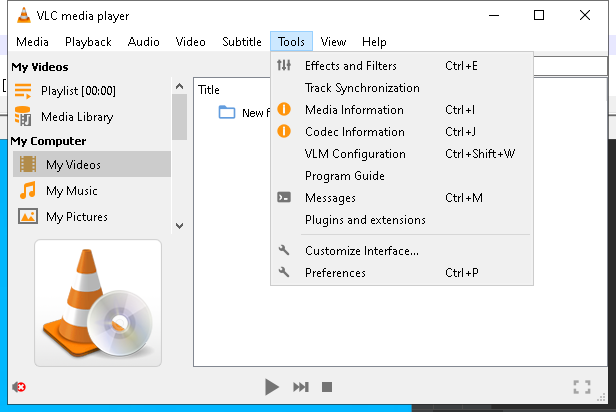 VLC media player
Media Playback Audio Video Subtitle Tools View Help
My Videos
Playlist [00:00]
Media Library
My Computer
My Videos
My Music
My Pictures
Title
New f
Effects and Filters Ctrl+E
Track Synchronization
Media Information Ctrl+I
Codec Information Ctrl+J
VLM Configuration Ctrl+Shift+W
Program Guide
Messages Ctrl+M
Plugins and extensions
Customize Interface...
Preferences Ctrl+P